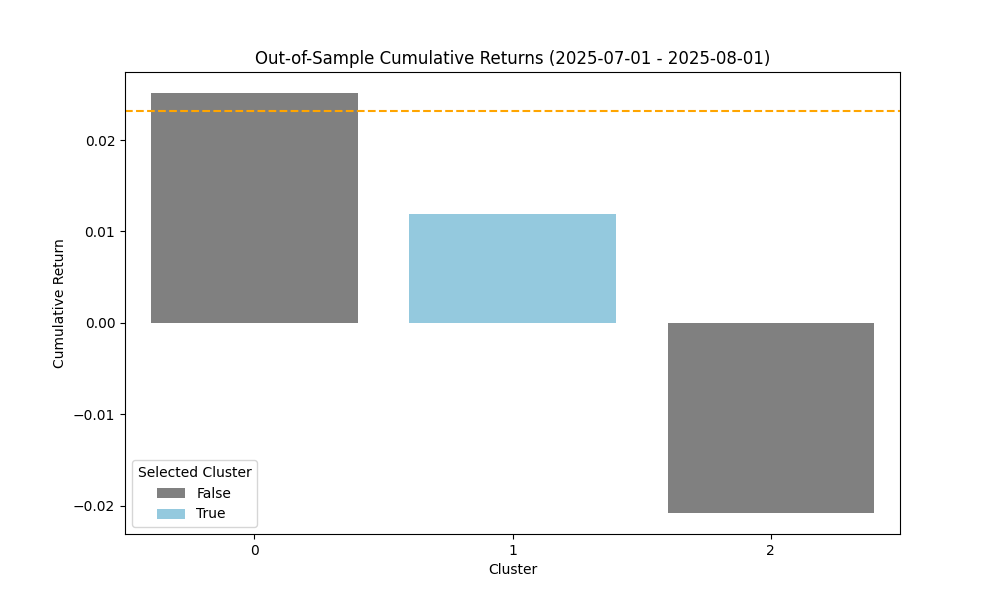 Out-of-Sample Cumulative Returns (2025-07-01 - 2025-08-01)
Cumulative Return
0.02
0.01
0.00
−0.01
−0.02
Selected Cluster
False
True
0 1 2
Cluster